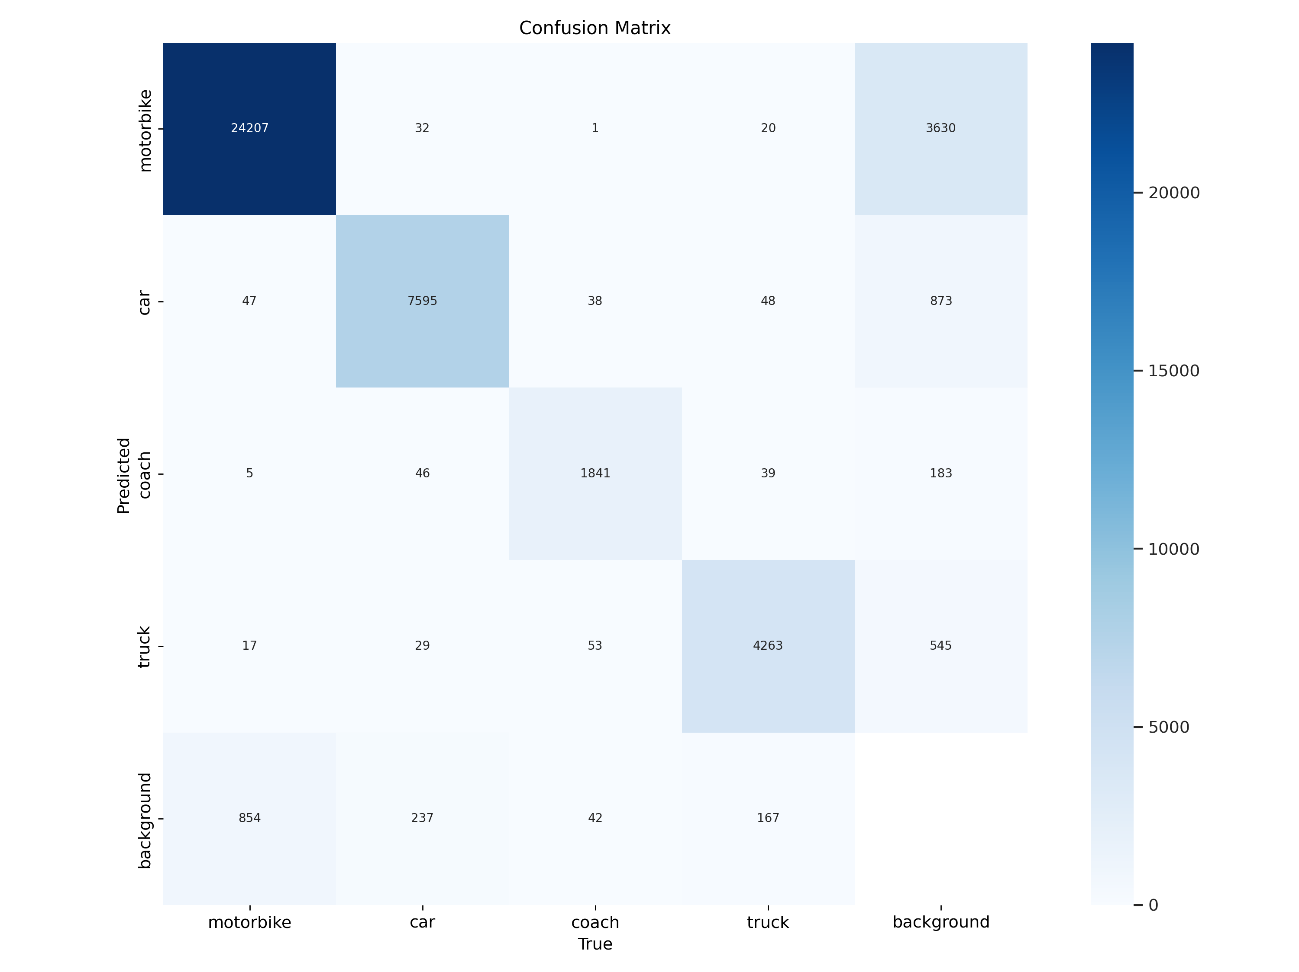 Confusion Matrix
motorbike 24207 32 1 20 3630
car 47 7595 38 48 873
coach 5 46 1841 39 183
truck 17 29 53 4263 545
background 854 237 42 167
motorbike car coach truck background
True
Predicted
20000
15000
10000
5000
0